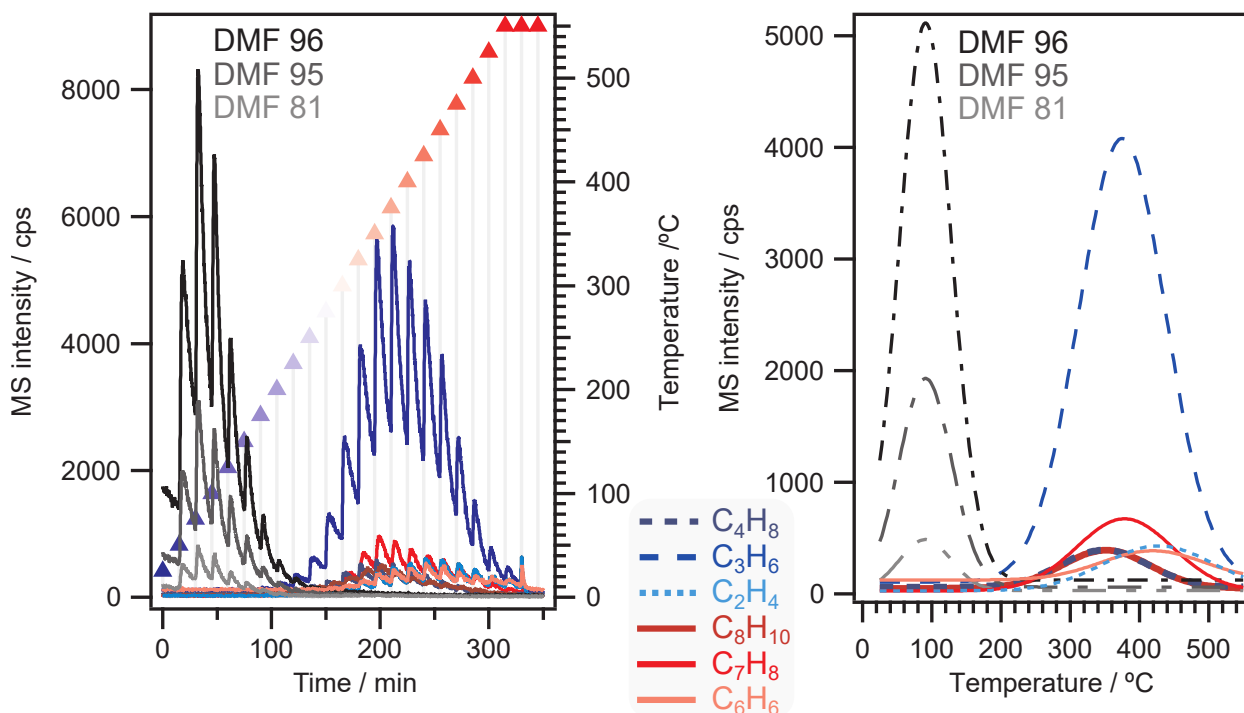 DMF 96
DMF 95
DMF 81
MS intensity / cps
8000
6000
4000
2000
0
0
100
200
300
Time / min
500
400
300
200
100
0
Temperature /ºC
C₄H₈
C₃H₆
C₂H₄
C₈H₁₀
C₇H₈
C₆H₆
DMF 96
DMF 95
DMF 81
MS intensity / cps
5000
4000
3000
2000
1000
0
0
100
200
300
400
500
Temperature / ºC